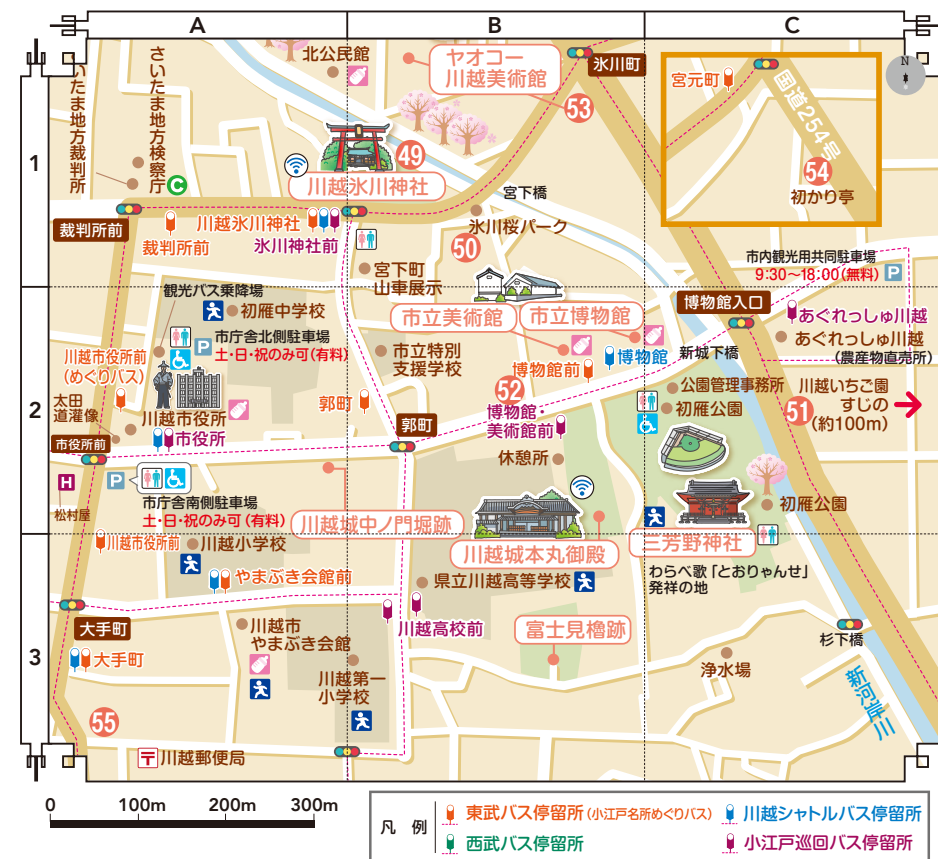 A
B
C
1
2
3
N
北公民館
ヤオコー
川越美術館
氷川町
53
宮元町
国道254号
54
初かり亭
いたま地方裁判所
さいたま地方検察庁
C
49
川越氷川神社
宮下橋
氷川桜パーク
50
裁判所前
裁判所前
川越氷川神社
氷川神社前
宮下町
山車展示
市内観光用共同駐車場
9:30〜18:00(無料)
P
観光バス乗降場
初雁中学校
市庁舎北側駐車場
P
土・日・祝のみ可(有料)
川越市役所前
(めぐりバス)
太田
道灌像
川越市役所
市役所
市役所前
市立特別
支援学校
郭町
郭町
市立美術館
市立博物館
博物館前
博物館
52
博物館・
美術館前
休憩所
新城下橋
博物館入口
あぐれっしゅ川越
あぐれっしゅ川越
(農産物直売所)
公園管理事務所
初雁公園
51
川越いちご園
すじの
(約100m)
H
松村屋
P
市庁舎南側駐車場
土・日・祝のみ可(有料)
川越城中ノ門堀跡
川越城本丸御殿
初雁公園
三芳野神社
わらべ歌「とおりゃんせ」
発祥の地
川越市役所前
川越小学校
やまぶき会館前
県立川越高等学校
大手町
大手町
川越市
やまぶき会館
川越高校前
富士見櫓跡
川越第一
小学校
浄水場
杉下橋
新河岸川
55
〒
川越郵便局
0 100m 200m 300m
凡 例
東武バス停留所(小江戸名所めぐりバス)
川越シャトルバス停留所
西武バス停留所
小江戸巡回バス停留所